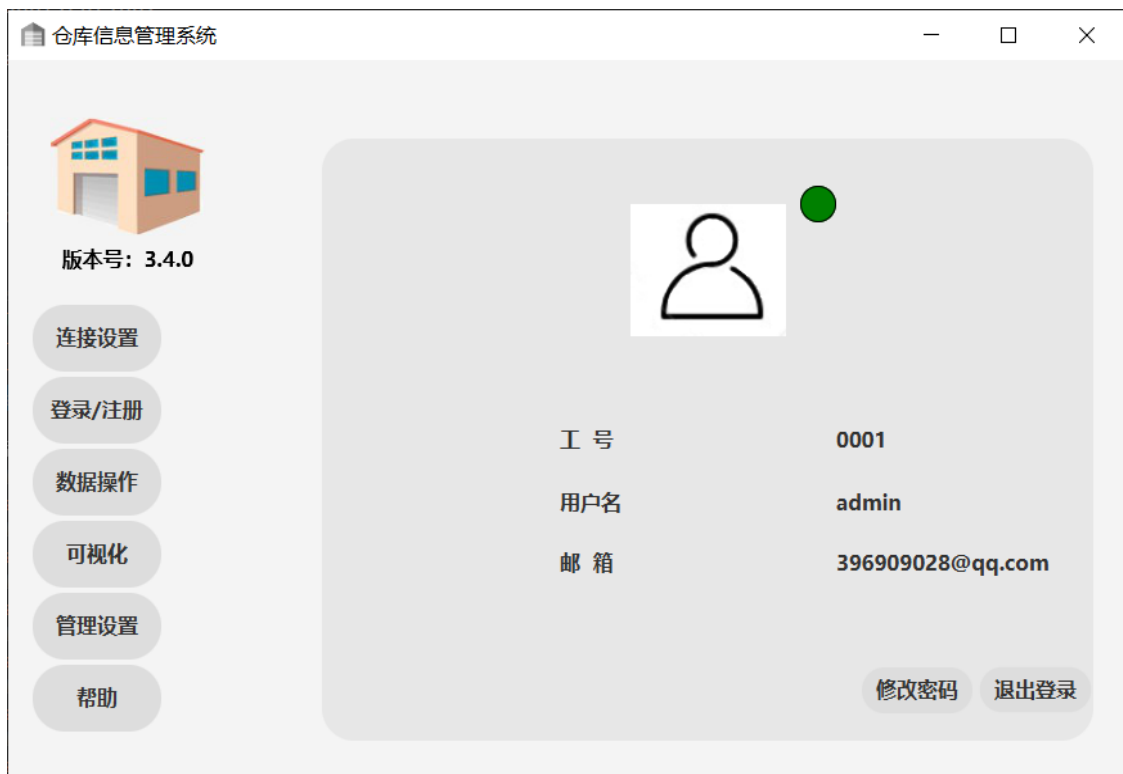 仓库信息管理系统
版本号：3.4.0
连接设置
登录/注册
数据操作
可视化
管理设置
帮助
工 号 0001
用户名 admin
邮 箱 396909028@qq.com
修改密码 退出登录